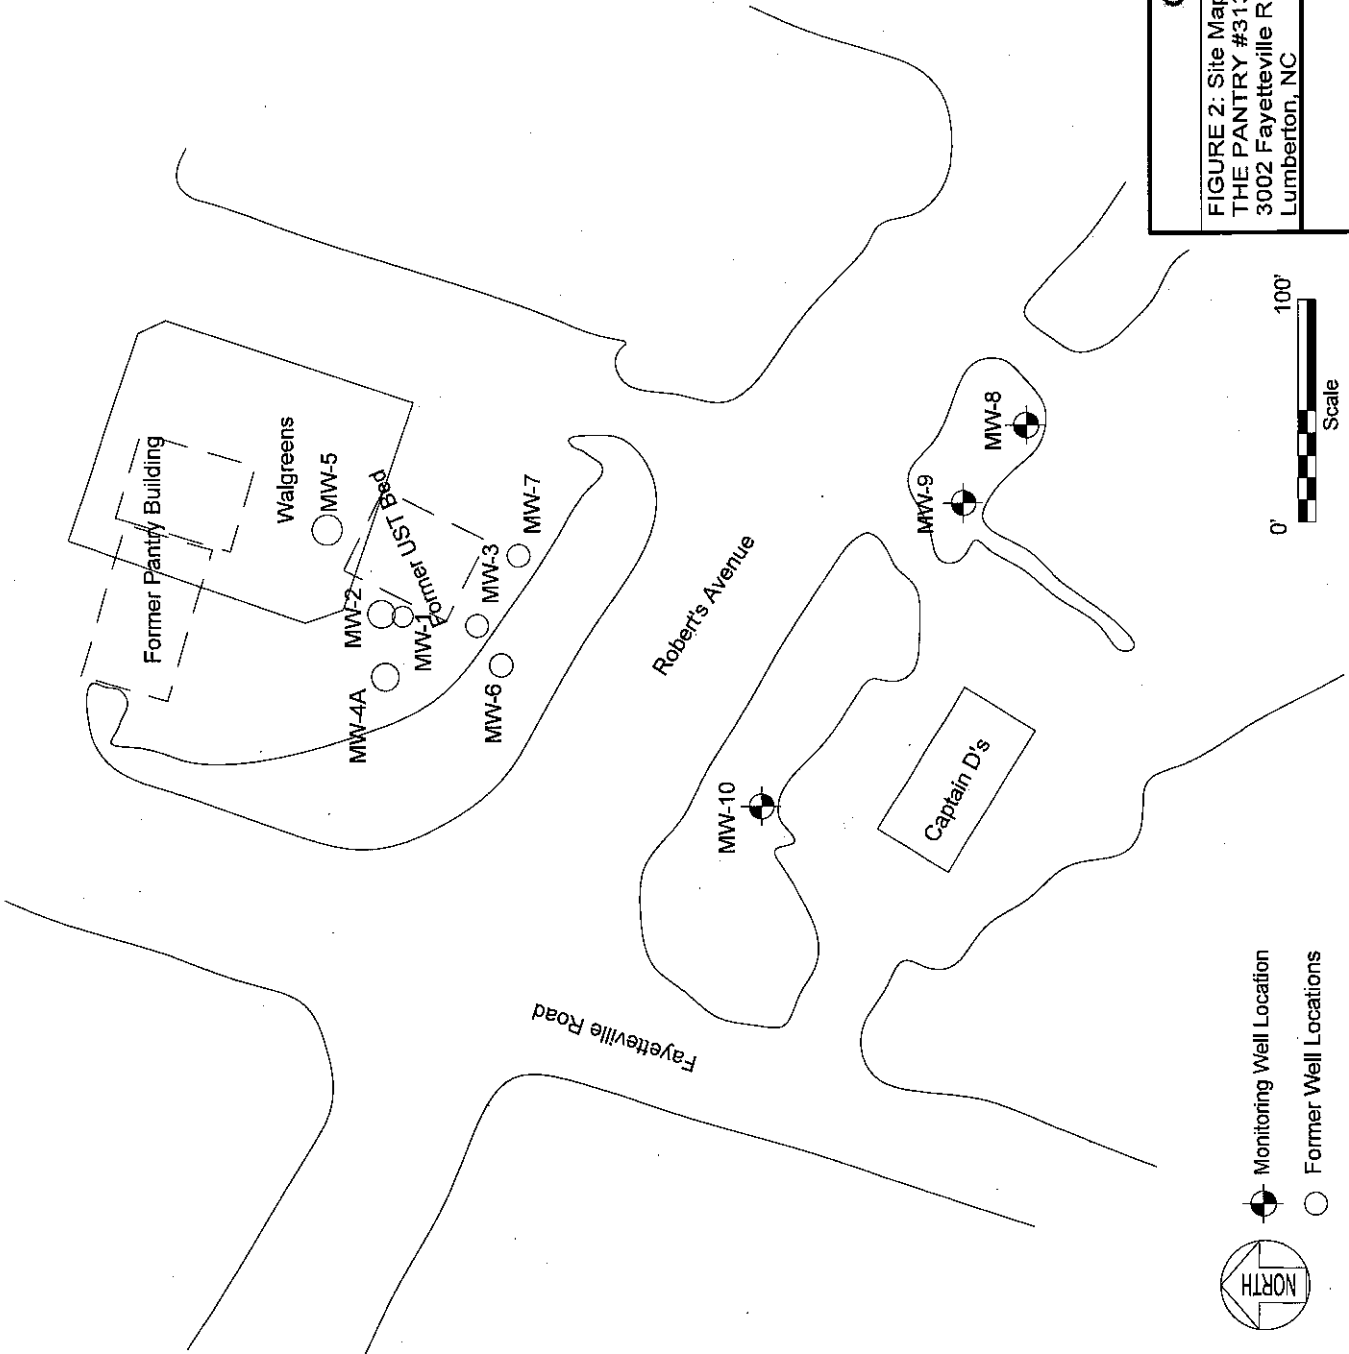 Former Pantry Building
Walgreens
MW-5
Former UST Bed
MW-2
MW-1
MW-4A
MW-3
MW-7
MW-6
Robert's Avenue
MW-9
MW-8
MW-10
Captain D's
Fayetteville Road
FIGURE 2: Site Map
THE PANTRY #313
3002 Fayetteville R
Lumberton, NC
0' 100'
Scale
Monitoring Well Location
Former Well Locations
NORTH